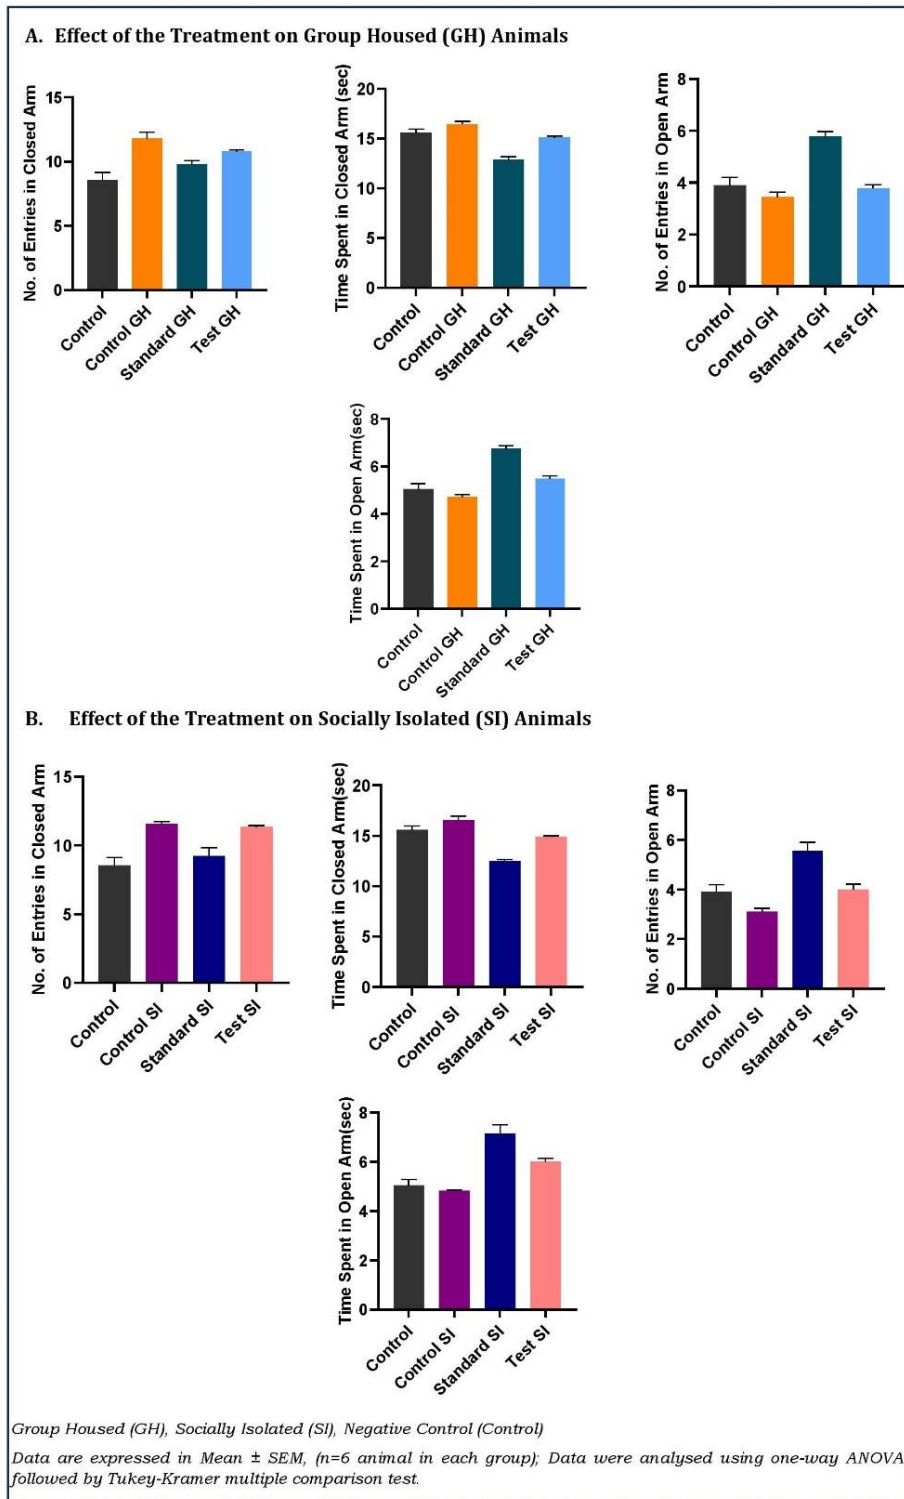 A. Effect of the Treatment on Group Housed (GH) Animals
No. of Entries in Closed Arm
15
10
5
0
Control
Control GH
Standard GH
Test GH
Time Spent in Closed Arm (sec)
20
15
10
5
0
Control
Control GH
Standard GH
Test GH
No. of Entries in Open Arm
8
6
4
2
0
Control
Control GH
Standard GH
Test GH
Time Spent in Open Arm(sec)
8
6
4
2
0
Control
Control GH
Standard GH
Test GH
B. Effect of the Treatment on Socially Isolated (SI) Animals
No. of Entries in Closed Arm
15
10
5
0
Control
Control SI
Standard SI
Test SI
Time Spent in Closed Arm(sec)
20
15
10
5
0
Control
Control SI
Standard SI
Test SI
No. of Entries in Open Arm
8
6
4
2
0
Control
Control SI
Standard SI
Test SI
Time Spent in Open Arm(sec)
8
6
4
2
0
Control
Control SI
Standard SI
Test SI
Group Housed (GH), Socially Isolated (SI), Negative Control (Control)
Data are expressed in Mean ± SEM, (n=6 animal in each group); Data were analysed using one-way ANOVA
followed by Tukey-Kramer multiple comparison test.